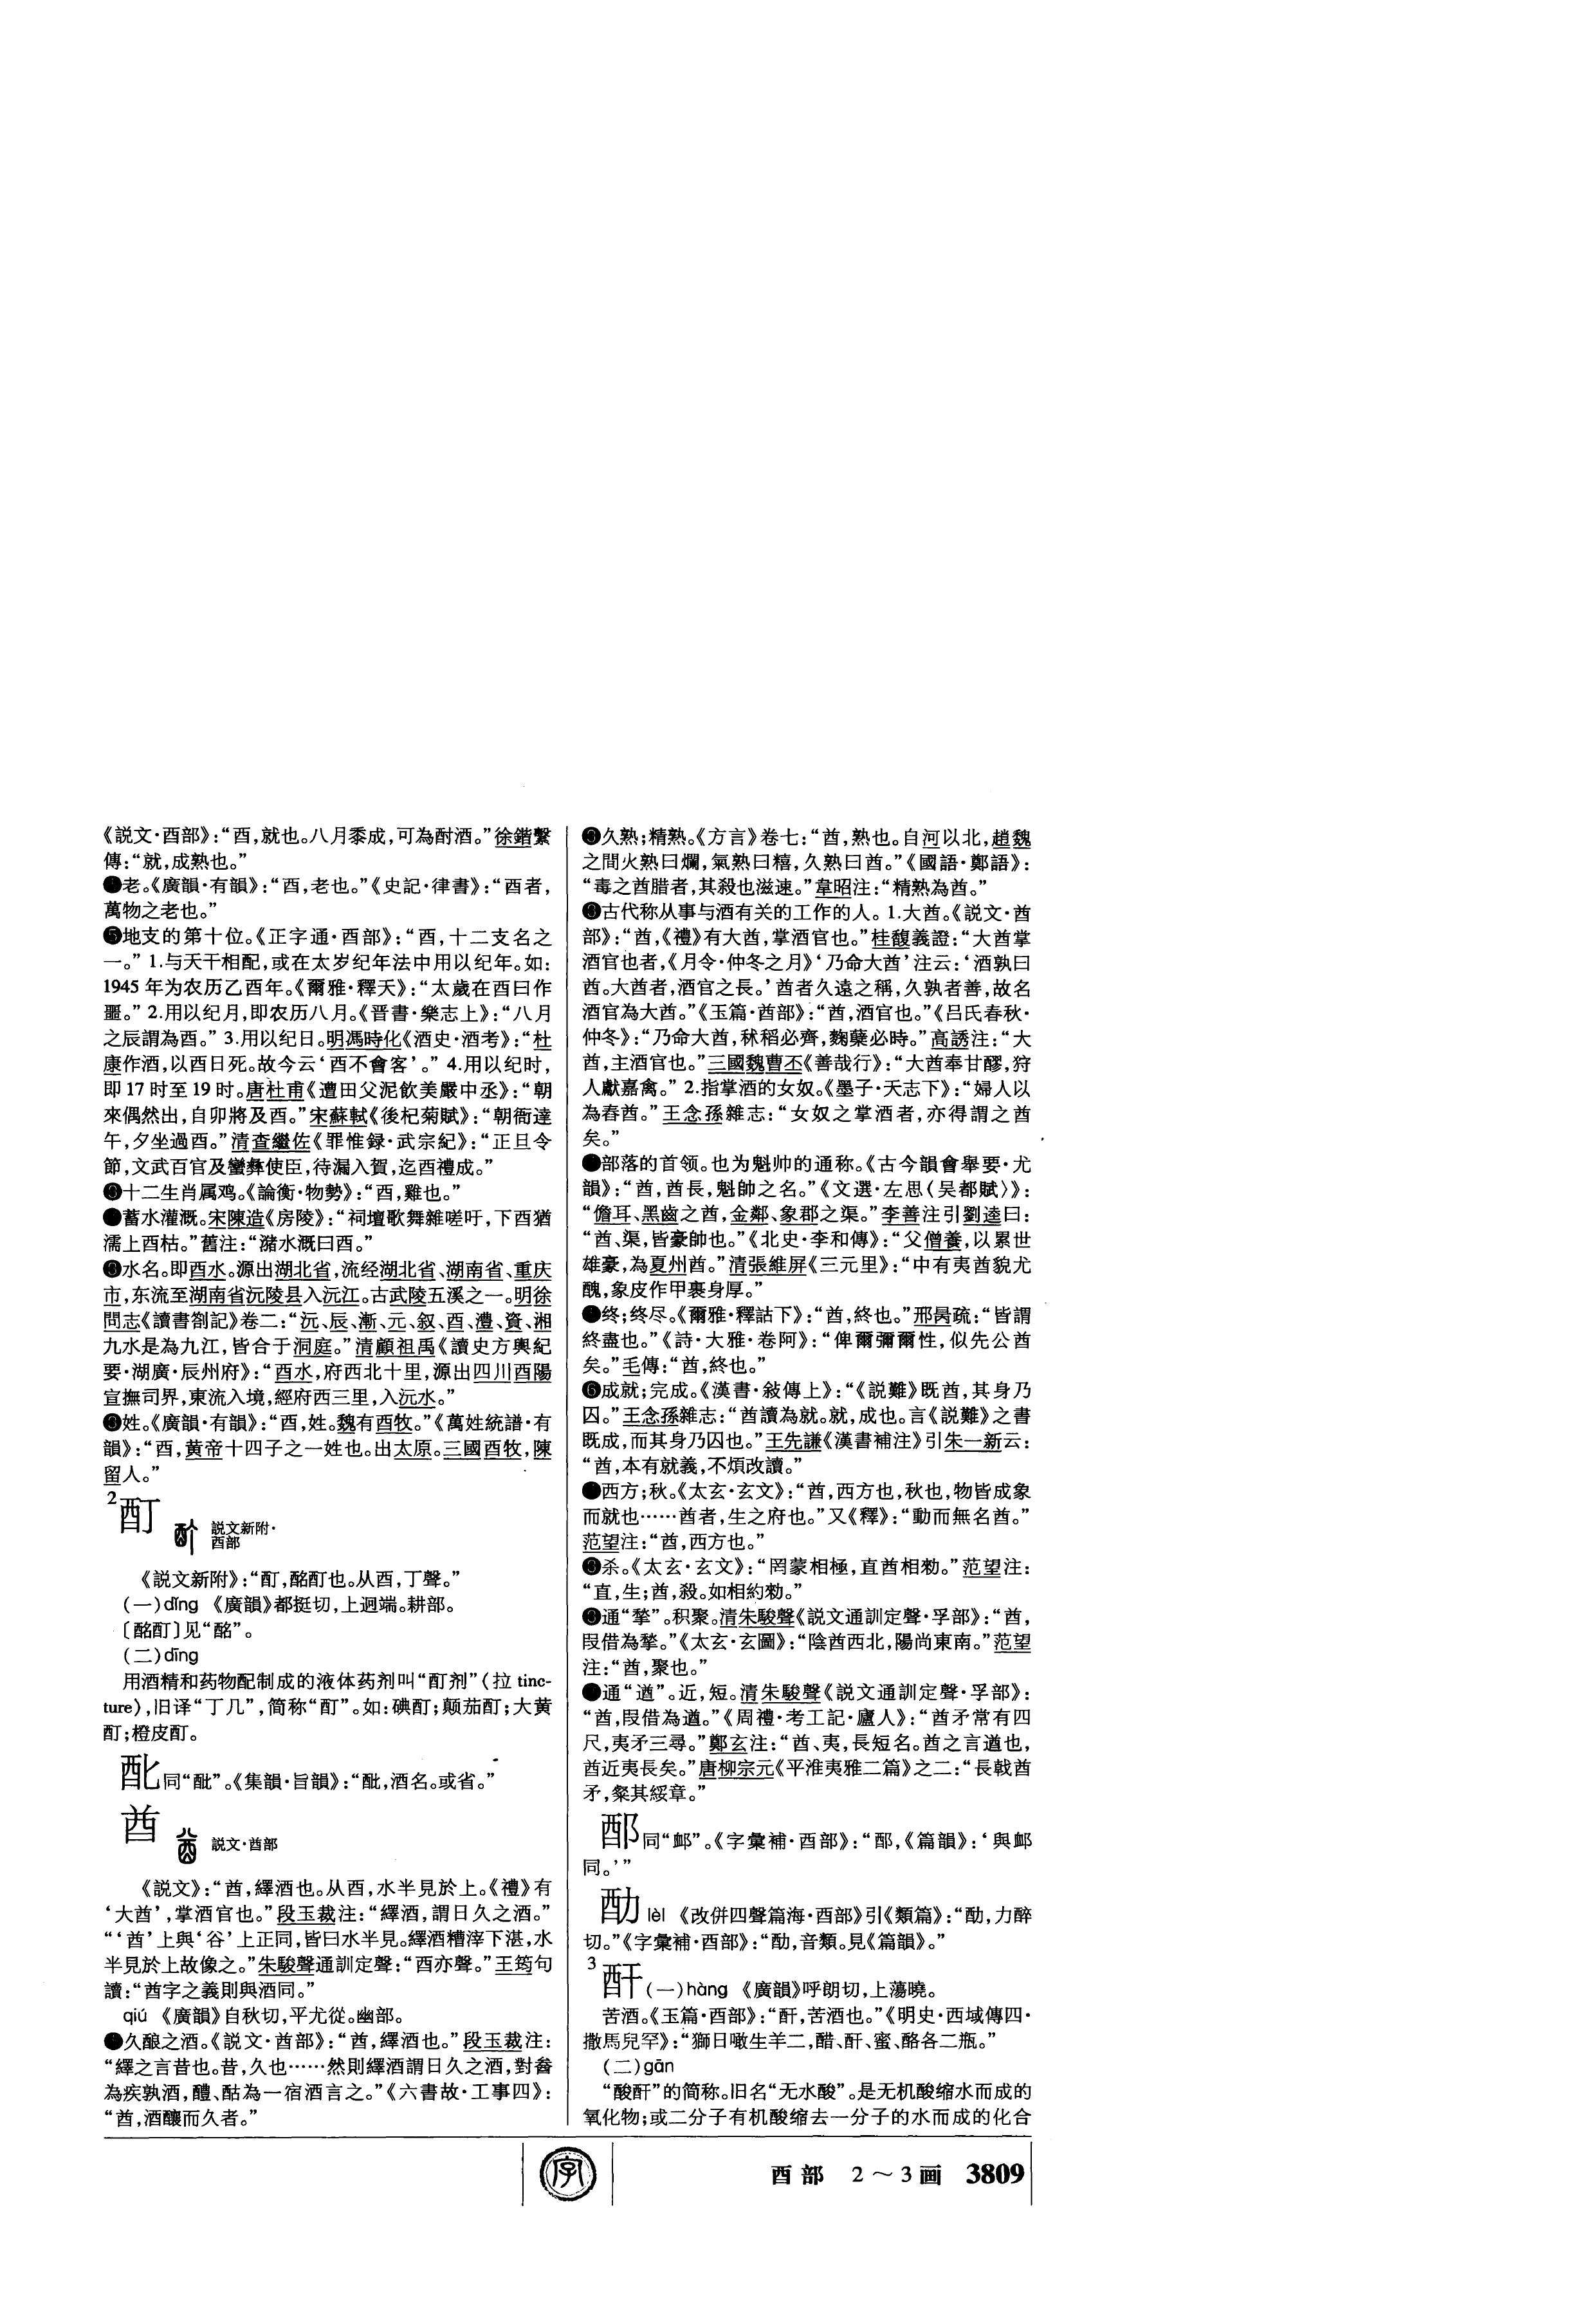 《説文·酉部》：“酉，就也。八月黍成，可為酎酒。”徐鍇繫
傳：“就，成熟也。”
老。《廣韻·有韻》：“酉，老也。”《史記·律書》：“酉者，
萬物之老也。”
❺地支的第十位。《正字通·酉部》：“酉，十二支名之
一。”1.与天干相配，或在太岁纪年法中用以纪年。如：
1945年为农历乙酉年。《爾雅·釋天》：“太歲在酉曰作
噩。”2.用以纪月，即农历八月。《晋書·樂志上》：“八月
之辰謂為酉。”3.用以纪日。明馮時化《酒史·酒考》：“杜
康作酒，以酉日死。故今云‘酉不會客’。”4.用以纪时，
即17时至19时。唐杜甫《遭田父泥飲美嚴中丞》：“朝
來偶然出，自卯將及酉。”宋蘇軾《後杞菊賦》：“朝衙達
午，夕坐過酉。”清查繼佐《罪惟録·武宗紀》：“正旦令
節，文武百官及蠻彝使臣，待漏入賀，迄酉禮成。”
十二生肖属鸡。《論衡·物勢》：“酉，雞也。”
蓄水灌溉。宋陳造《房陵》：“祠壇歌舞雜嗟吁，下酉猶
濡上酉枯。”舊注：“瀦水溉曰酉。”
水名。即酉水。源出湖北省，流经湖北省、湖南省、重庆
市，东流至湖南省沅陵县入沅江。古武陵五溪之一。明徐
問志《讀書劄記》卷二：“沅、辰、漸、元、叙、酉、澧、資、湘
九水是為九江，皆合于洞庭。”清顧祖禹《讀史方輿紀
要·湖廣·辰州府》：“酉水，府西北十里，源出四川酉陽
宣撫司界，東流入境，經府西三里，入沅水。”
姓。《廣韻·有韻》：“酉，姓。魏有酉牧。”《萬姓統譜·有
韻》：“酉，黄帝十四子之一姓也。出太原。三國酉牧，陳
留人。”
2酊 説文新附·
酉部
《説文新附》：“酊，酩酊也。从酉，丁聲。”
（一）dǐng 《廣韻》都挺切，上迥端。耕部。
〔酩酊〕见“酩”。
（二）dīng
用酒精和药物配制成的液体药剂叫“酊剂”（拉tinc-
ture），旧译“丁几”，简称“酊”。如：碘酊；颠茄酊；大黄
酊；橙皮酊。
同“䣥”。《集韻·旨韻》：“，酒名。或省。”
酋 説文·酋部
《説文》：“酋，繹酒也。从酉，水半見於上。《禮》有
‘大酋’，掌酒官也。”段玉裁注：“繹酒，謂日久之酒。”
“‘酋’上與‘谷’上正同，皆曰水半見。繹酒糟滓下湛，水
半見於上故像之。”朱駿聲通訓定聲：“酉亦聲。”王筠句
讀：“酋字之義則與酒同。”
qiú 《廣韻》自秋切，平尤從。幽部。
久酿之酒。《説文·酋部》：“酋，繹酒也。”段玉裁注：
“繹之言昔也。昔，久也……然則繹酒謂日久之酒，對畣
為疾孰酒，醴、酤為一宿酒言之。”《六書故·工事四》：
“酋，酒釀而久者。”
久熟；精熟。《方言》卷七：“酋，熟也。自河以北，趙魏
之間火熟曰爛，氣熟曰糦，久熟曰酋。”《國語·鄭語》：
“毒之酋腊者，其殺也滋速。”韋昭注：“精熟為酋。”
古代称从事与酒有关的工作的人。1.大酋。《説文·酋
部》：“酋，《禮》有大酋，掌酒官也。”桂馥義證：“大酋掌
酒官也者，《月令·仲冬之月》‘乃命大酋’注云：‘酒孰曰
酋。大酋者，酒官之長。’酋者久遠之稱，久孰者善，故名
酒官為大酋。”《玉篇·酋部》：“酋，酒官也。”《吕氏春秋·
仲冬》：“乃命大酋，秫稻必齊，麴蘖必時。”高誘注：“大
酋，主酒官也。”三國魏曹丕《善哉行》：“大酋奉甘醪，狩
人獻嘉禽。”2.指掌酒的女奴。《墨子·天志下》：“婦人以
為舂酋。”王念孫雜志：“女奴之掌酒者，亦得謂之酋
矣。”
部落的首领。也为魁帅的通称。《古今韻會舉要·尤
韻》：“酋，酋長，魁帥之名。”《文選·左思〈吴都賦〉》：
“儋耳、黑齒之酋，金鄰、象郡之渠。”李善注引劉逵曰：
“酋、渠，皆豪帥也。”《北史·李和傳》：“父僧養，以累世
雄豪，為夏州酋。”清張維屏《三元里》：“中有夷酋貌尤
醜，象皮作甲裹身厚。”
终；终尽。《爾雅·釋詁下》：“酋，終也。”邢昺疏：“皆謂
終盡也。”《詩·大雅·卷阿》：“俾爾彌爾性，似先公酋
矣。”毛傳：“酋，終也。”
❻成就；完成。《漢書·敍傳上》：“《説難》既酋，其身乃
囚。”王念孫雜志：“酋讀為就。就，成也。言《説難》之書
既成，而其身乃囚也。”王先謙《漢書補注》引朱一新云：
“酋，本有就義，不煩改讀。”
西方；秋。《太玄·玄文》：“酋，西方也，秋也，物皆成象
而就也……酋者，生之府也。”又《釋》：“動而無名酋。”
范望注：“酋，西方也。”
杀。《太玄·玄文》：“罔蒙相極，直酋相勑。”范望注：
“直，生；酋，殺。如相約勑。”
通“揫”。积聚。清朱駿聲《説文通訓定聲·孚部》：“酋，
叚借為揫。”《太玄·玄圖》：“陰酋西北，陽尚東南。”范望
注：“酋，聚也。”
通“遒”。近，短。清朱駿聲《説文通訓定聲·孚部》：
“酋，叚借為遒。”《周禮·考工記·廬人》：“酋矛常有四
尺，夷矛三尋。”鄭玄注：“酋、夷，長短名。酋之言遒也，
酋近夷長矣。”唐柳宗元《平淮夷雅二篇》之二：“長戟酋
矛，粲其綏章。”
同“䘏”。《字彙補·酉部》：“，《篇韻》：‘與䘏
同。’”
lèi 《改併四聲篇海·酉部》引《類篇》：“，力醉
切。”《字彙補·酉部》：“，音類。見《篇韻》。”
3酐（一）hàng 《廣韻》呼朗切，上蕩曉。
苦酒。《玉篇·酉部》：“酐，苦酒也。”《明史·西域傳四·
撒馬兒罕》：“獅日噉生羊二，醋、酐、蜜、酪各二瓶。”
（二）gān
“酸酐”的简称。旧名“无水酸”。是无机酸缩水而成的
氧化物；或二分子有机酸缩去一分子的水而成的化合
字
酉部 2～3画 3809